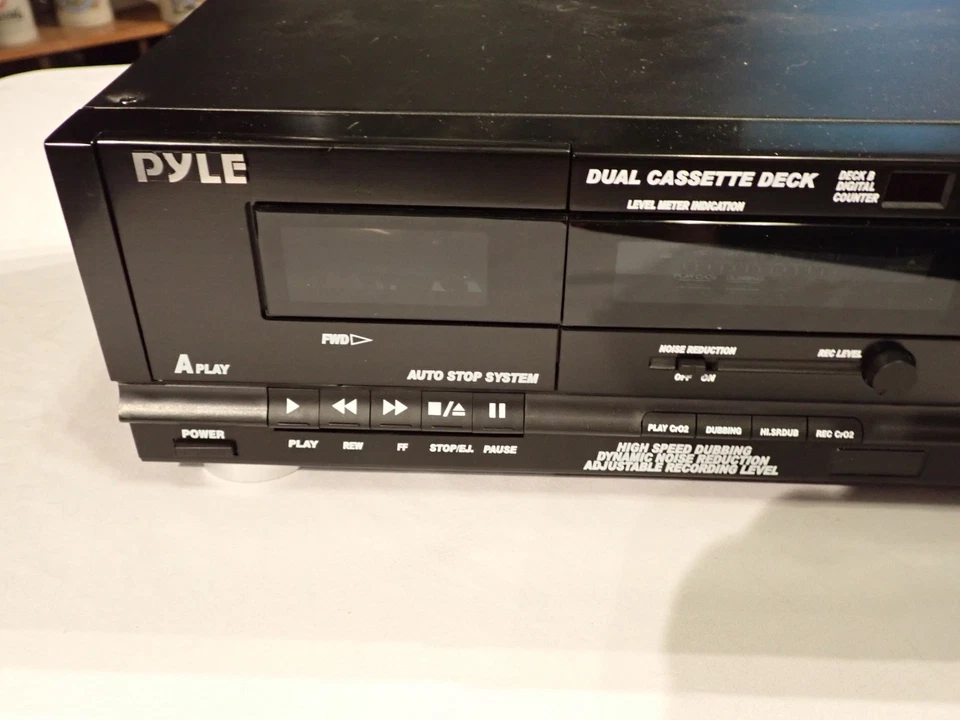 PYLE
DUAL CASSETTE DECK
LEVEL METER INDICATION
DECK B
DIGITAL
COUNTER
FWD
A PLAY
AUTO STOP SYSTEM
NOISE REDUCTION
OFF ON
REC LEVEL
POWER
PLAY
REW
FF
STOP/EJ.
PAUSE
PLAY CrO2
DUBBING
HI.SRDUB
REC CrO2
HIGH SPEED DUBBING
DYNAMIC NOISE REDUCTION
ADJUSTABLE RECORDING LEVEL